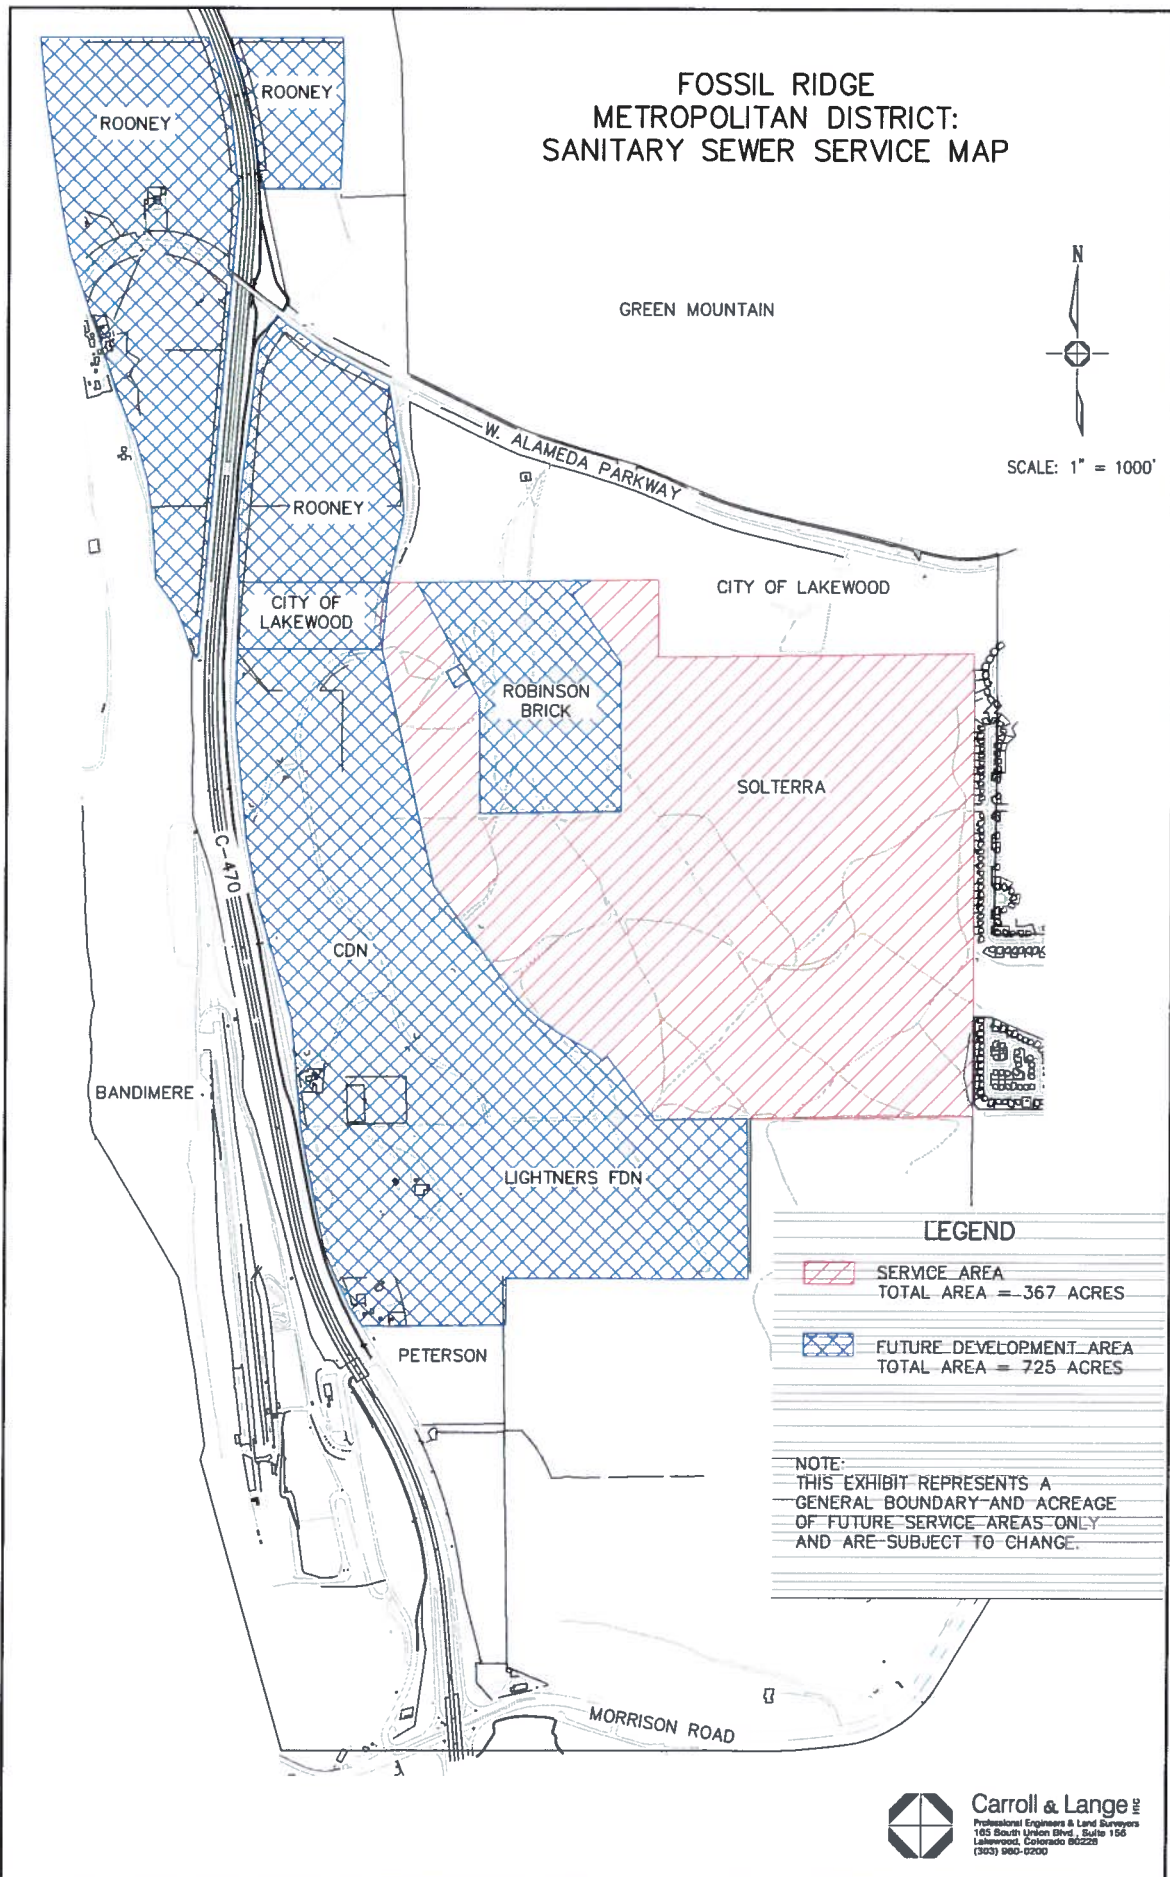 FOSSIL RIDGE
METROPOLITAN DISTRICT:
SANITARY SEWER SERVICE MAP
ROONEY
ROONEY
GREEN MOUNTAIN
N
SCALE: 1" = 1000'
W. ALAMEDA PARKWAY
ROONEY
CITY OF LAKEWOOD
CITY OF
LAKEWOOD
ROBINSON
BRICK
SOLTERRA
C-470
CDN
BANDIMERE
LIGHTNERS FDN
PETERSON
LEGEND
SERVICE AREA
TOTAL AREA = 367 ACRES
FUTURE DEVELOPMENT AREA
TOTAL AREA = 725 ACRES
NOTE:
THIS EXHIBIT REPRESENTS A
GENERAL BOUNDARY AND ACREAGE
OF FUTURE SERVICE AREAS ONLY
AND ARE SUBJECT TO CHANGE.
MORRISON ROAD
Carroll & Lange INC
Professional Engineers & Land Surveyors
165 South Union Blvd., Suite 156
Lakewood, Colorado 80228
(303) 980-0200